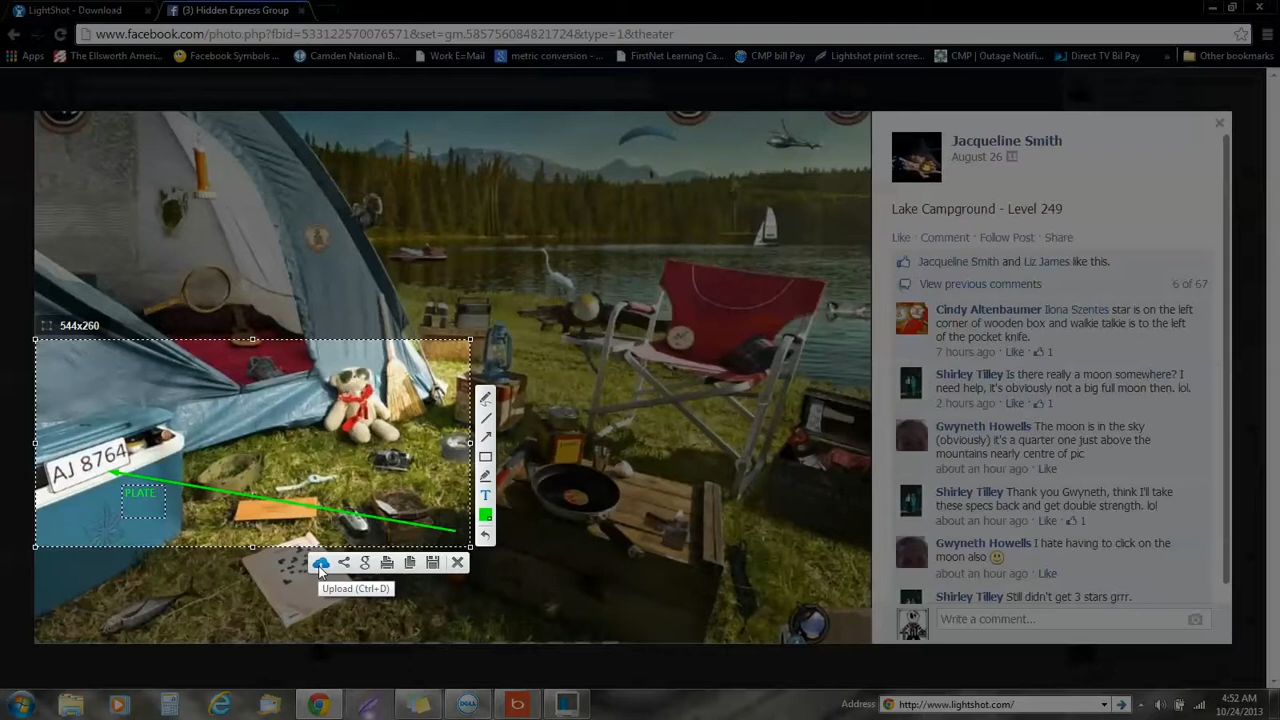 LightShot - Download
(3) Hidden Express Group
www.facebook.com/photo.php?fbid=533122570076571&set=gm.585756084821724&type=1&theater
Apps
The Ellsworth Ameri...
Facebook Symbols ...
Camden National B...
Work E=Mail
metric conversion - ...
FirstNet Learning Ca...
CMP bill Pay
Lightshot print scree...
CMP | Outage Notifi...
Direct TV Bil Pay
»
Other bookmarks
Jacqueline Smith
August 26
Lake Campground - Level 249
Like · Comment · Follow Post · Share
Jacqueline Smith and Liz James like this.
View previous comments
6 of 67
Cindy Altenbaumer Ilona Szentes star is on the left
corner of wooden box and walkie talkie is to the left
of the pocket knife.
7 hours ago · Like · 1
Shirley Tilley Is there really a moon somewhere? I
need help, it's obviously not a big full moon then. lol.
2 hours ago · Like · 1
Gwyneth Howells The moon is in the sky
(obviously) it's a quarter one just above the
mountains nearly centre of pic
about an hour ago · Like
Shirley Tilley Thank you Gwyneth, think I'll take
these specs back and get double strength. lol
about an hour ago · Like · 1
Gwyneth Howells I hate having to click on the
moon also
about an hour ago · Like
Shirley Tilley Still didn't get 3 stars grrr.
Write a comment...
544x260
AJ 8764
PLATE
T
Upload (Ctrl+D)
DELL
Address
http://www.lightshot.com/
4:52 AM
10/24/2013